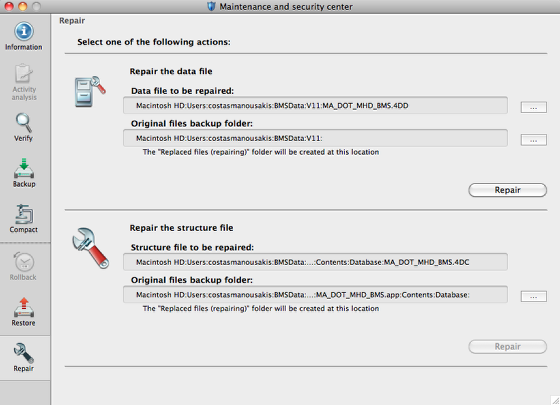 Maintenance and security center
Information
Activity
analysis
Verify
Backup
Compact
Rollback
Restore
Repair
Repair
Select one of the following actions:
Repair the data file
Data file to be repaired:
Macintosh HD:Users:costasmanousakis:BMSData:V11:MA_DOT_MHD_BMS.4DD
...
Original files backup folder:
Macintosh HD:Users:costasmanousakis:BMSData:V11:
...
The "Replaced files (repairing)" folder will be created at this location
Repair
Repair the structure file
Structure file to be repaired:
Macintosh HD:Users:costasmanousakis:BMSData:...:Contents:Database:MA_DOT_MHD_BMS.4DC
Original files backup folder:
Macintosh HD:Users:costasmanousakis:BMSData:...:MA_DOT_MHD_BMS.app:Contents:Database:
...
The "Replaced files (repairing)" folder will be created at this location
Repair